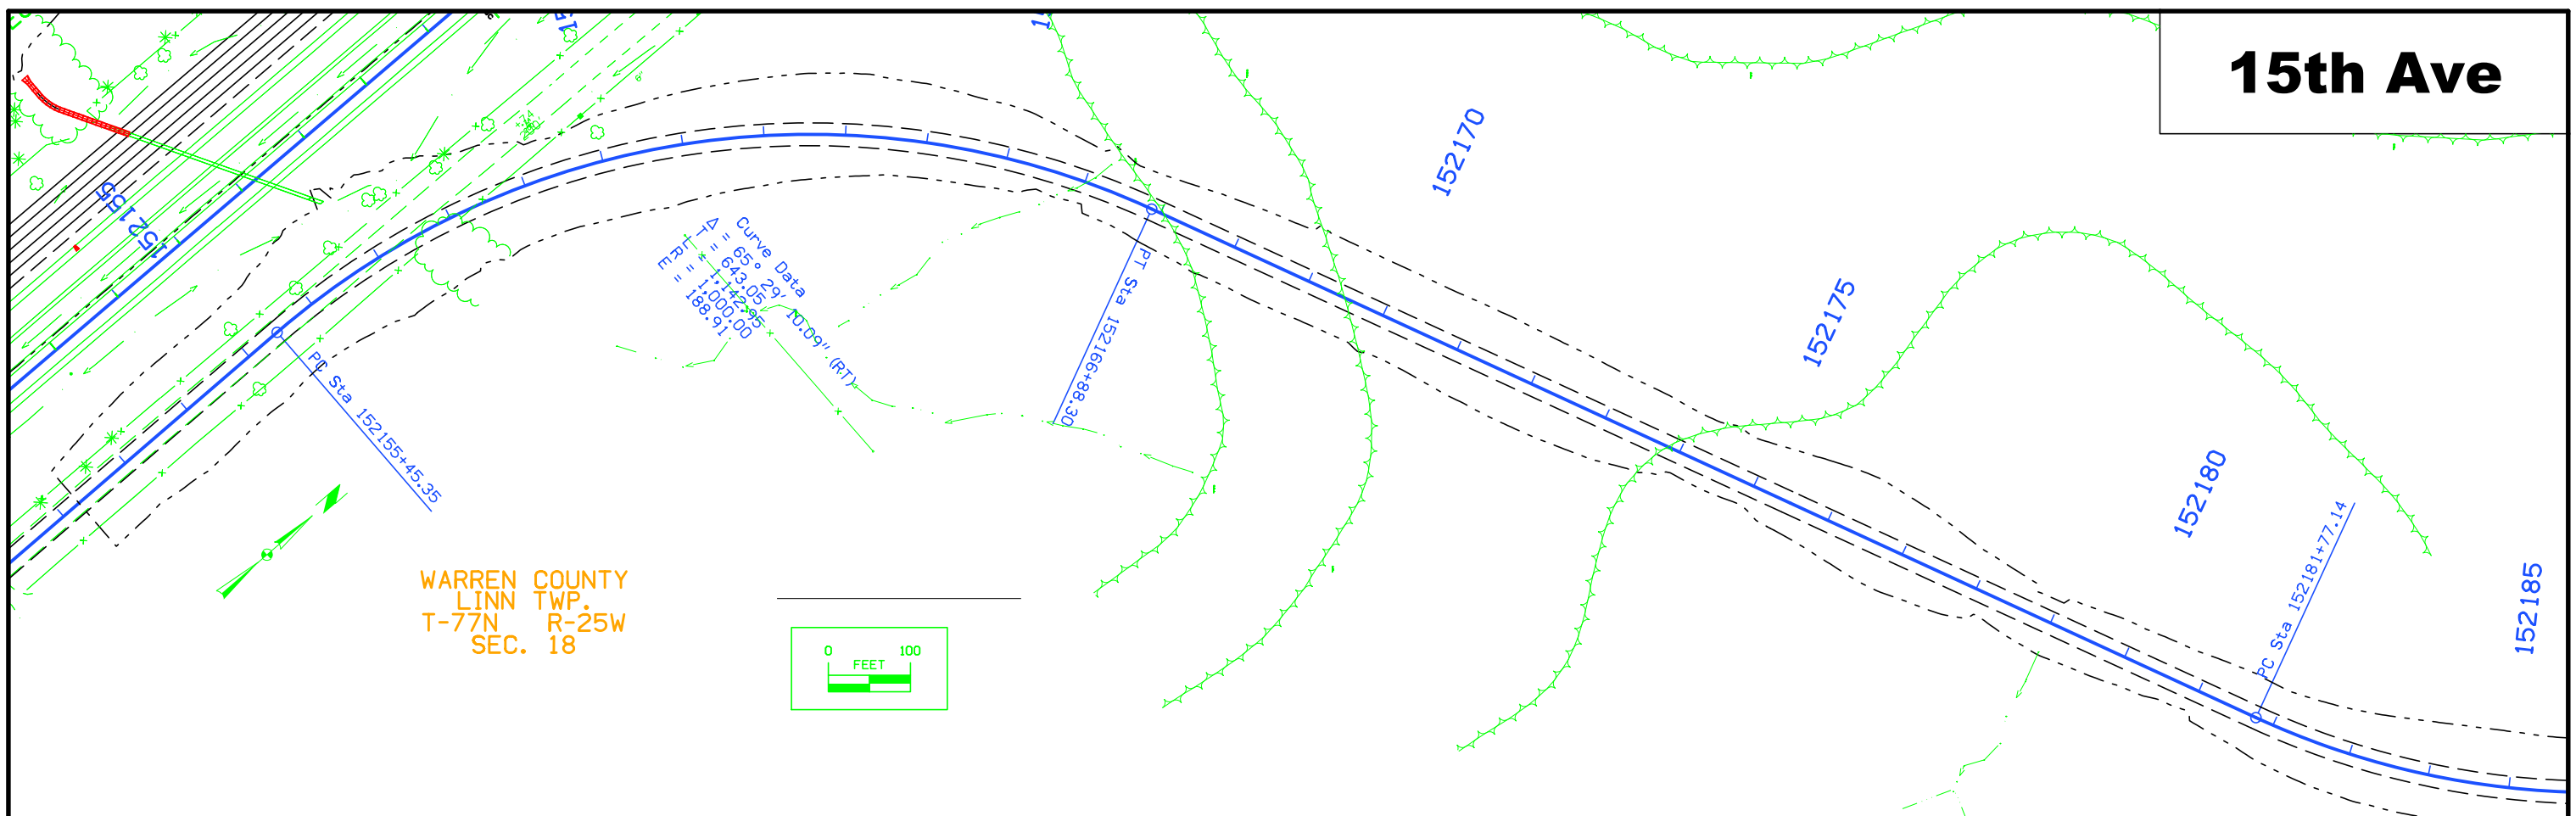 15th Ave
152155
152170
152175
152180
152185
Curve Data
Δ = 65° 29' 10.09" (RT)
T = 643.05
L = 1,142.95
R = 1,000.00
E = 188.91
PC Sta 152155+45.35
PT Sta 152166+88.30
PC Sta 152181+77.14
WARREN COUNTY
LINN TWP.
T-77N R-25W
SEC. 18
0 100
FEET